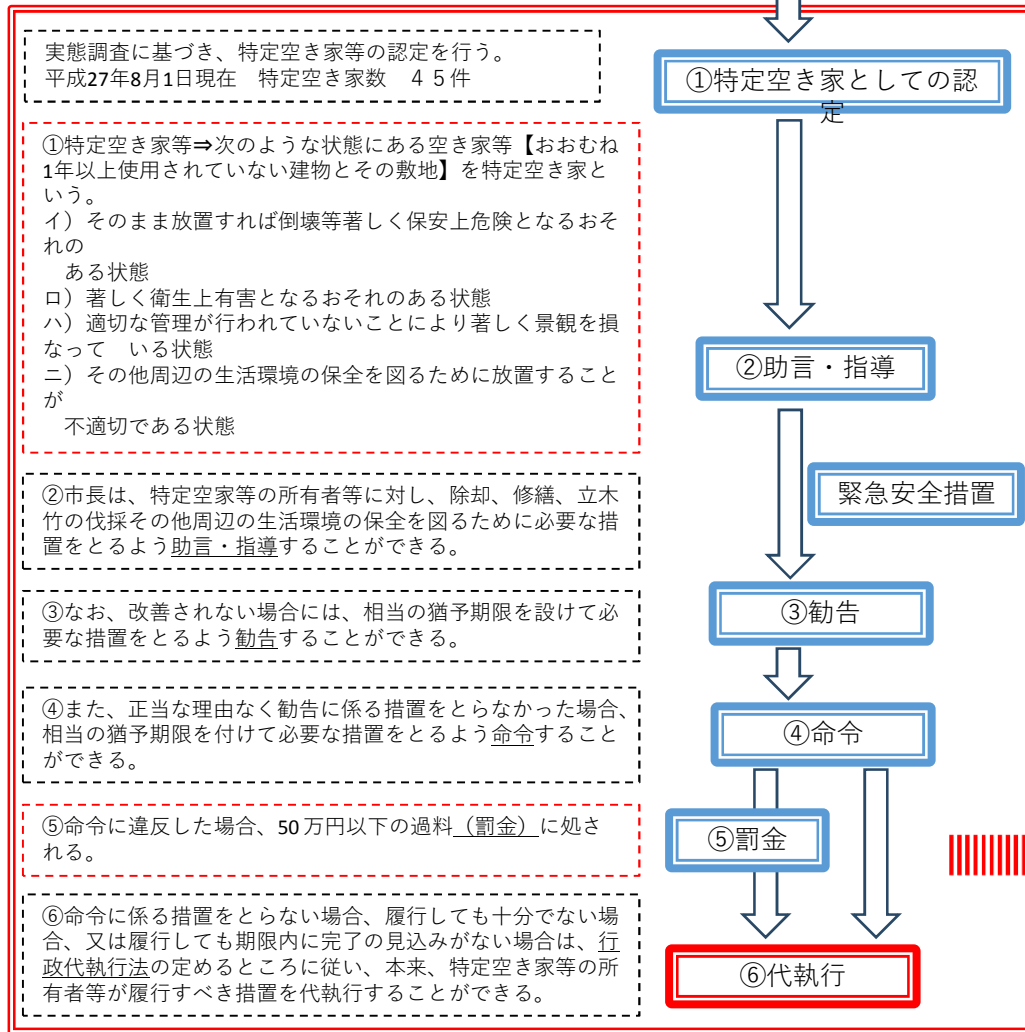 実態調査に基づき、特定空き家等の認定を行う。
平成27年8月1日現在　特定空き家数　４５件
①特定空き家等⇒次のような状態にある空き家等【おおむね
1年以上使用されていない建物とその敷地】を特定空き家と
いう。
イ）そのまま放置すれば倒壊等著しく保安上危険となるおそ
れの
　ある状態
ロ）著しく衛生上有害となるおそれのある状態
ハ）適切な管理が行われていないことにより著しく景観を損
なって　いる状態
ニ）その他周辺の生活環境の保全を図るために放置すること
が
　不適切である状態
②市長は、特定空家等の所有者等に対し、除却、修繕、立木
竹の伐採その他周辺の生活環境の保全を図るために必要な措
置をとるよう助言・指導することができる。
③なお、改善されない場合には、相当の猶予期限を設けて必
要な措置をとるよう勧告することができる。
④また、正当な理由なく勧告に係る措置をとらなかった場合、
相当の猶予期限を付けて必要な措置をとるよう命令すること
ができる。
⑤命令に違反した場合、50万円以下の過料（罰金）に処さ
れる。
⑥命令に係る措置をとらない場合、履行しても十分でない場
合、又は履行しても期限内に完了の見込みがない場合は、行
政代執行法の定めるところに従い、本来、特定空き家等の所
有者等が履行すべき措置を代執行することができる。
①特定空き家としての認
定
②助言・指導
緊急安全措置
③勧告
④命令
⑤罰金
⑥代執行